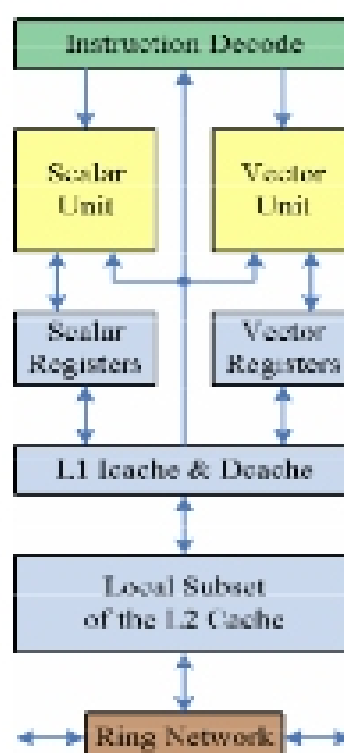 Instruction Decode
Scalar
Unit
Vector
Unit
Scalar
Registers
Vector
Registers
L1 Icache & Dcache
Local Subset
of the L2 Cache
Ring Network